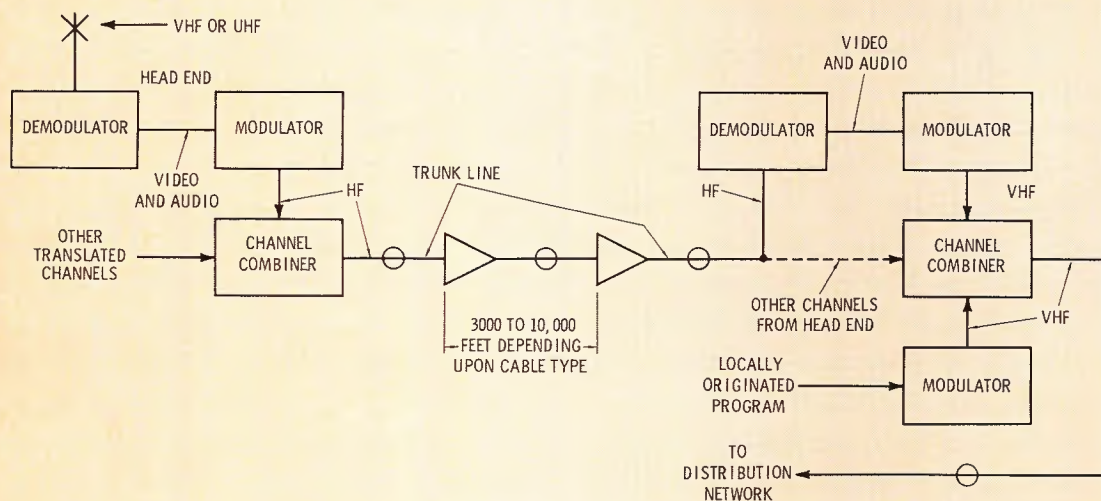 VHF OR UHF
HEAD END
DEMODULATOR
MODULATOR
VIDEO
AND AUDIO
HF
OTHER
TRANSLATED
CHANNELS
CHANNEL
COMBINER
TRUNK LINE
3000 TO 10,000
FEET DEPENDING
UPON CABLE TYPE
VIDEO
AND AUDIO
DEMODULATOR
MODULATOR
HF
VHF
CHANNEL
COMBINER
OTHER CHANNELS
FROM HEAD END
VHF
LOCALLY
ORIGINATED
PROGRAM
MODULATOR
TO
DISTRIBUTION
NETWORK